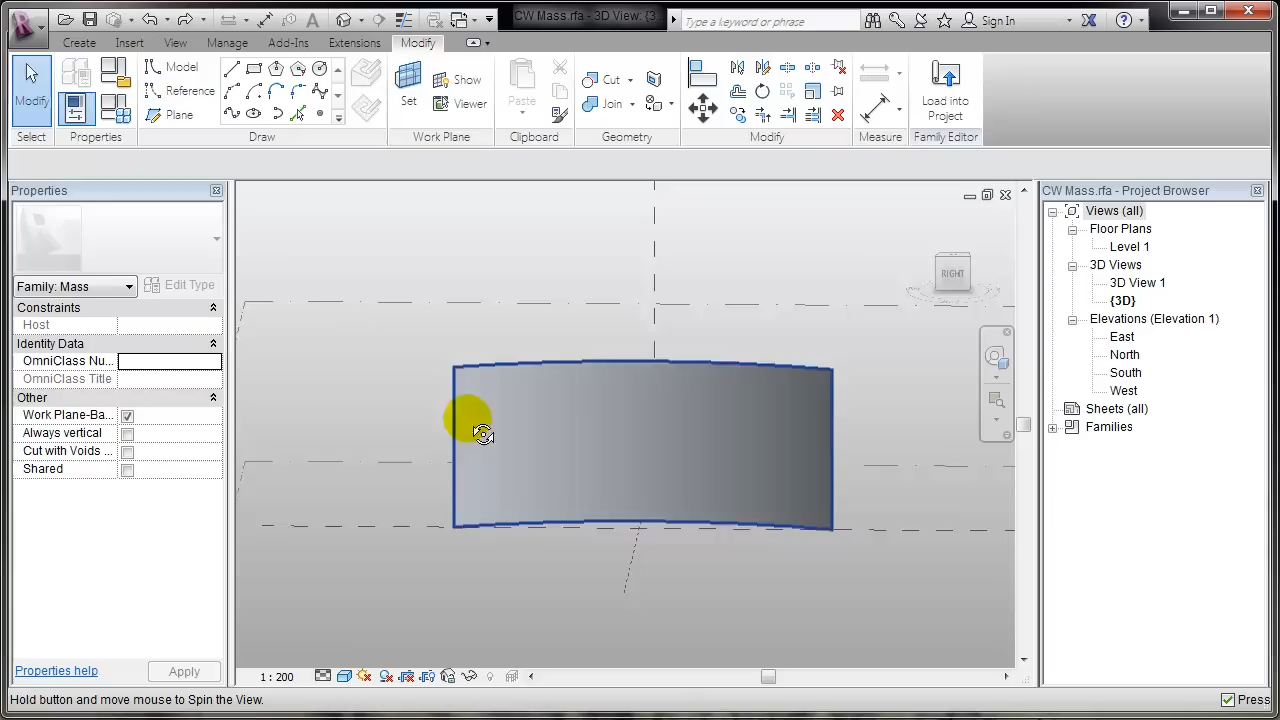 CW Mass.rfa - 3D View: {3
Type a keyword or phrase
Sign In
Create
Insert
View
Manage
Add-Ins
Extensions
Modify
Modify
Model
Reference
Plane
Set
Show
Viewer
Paste
Cut
Join
Load into
Project
Select
Properties
Draw
Work Plane
Clipboard
Geometry
Modify
Measure
Family Editor
Properties
Family: Mass
Edit Type
Constraints
Host
Identity Data
OmniClass Nu...
OmniClass Title
Other
Work Plane-Ba...
Always vertical
Cut with Voids ...
Shared
Properties help
Apply
RIGHT
1 : 200
CW Mass.rfa - Project Browser
Views (all)
Floor Plans
Level 1
3D Views
3D View 1
{3D}
Elevations (Elevation 1)
East
North
South
West
Sheets (all)
Families
Hold button and move mouse to Spin the View.
Press